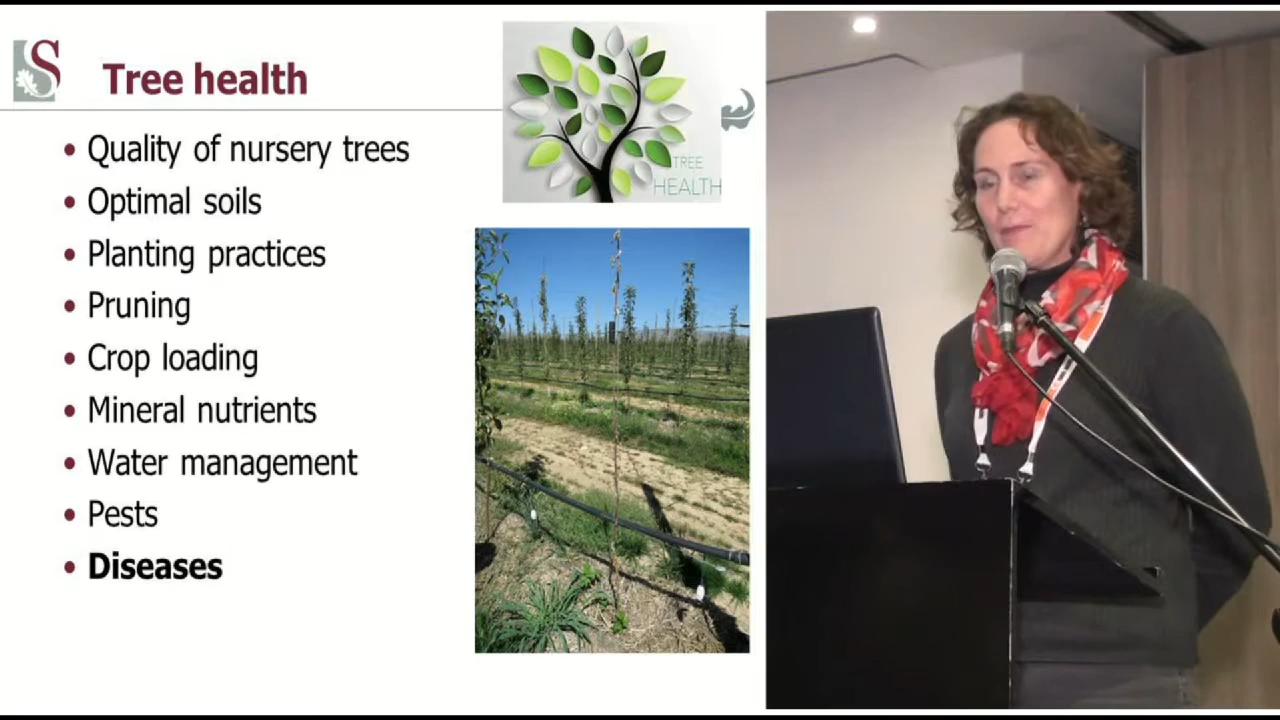 S
Tree health
TREE
HEALTH
• Quality of nursery trees
• Optimal soils
• Planting practices
• Pruning
• Crop loading
• Mineral nutrients
• Water management
• Pests
• Diseases